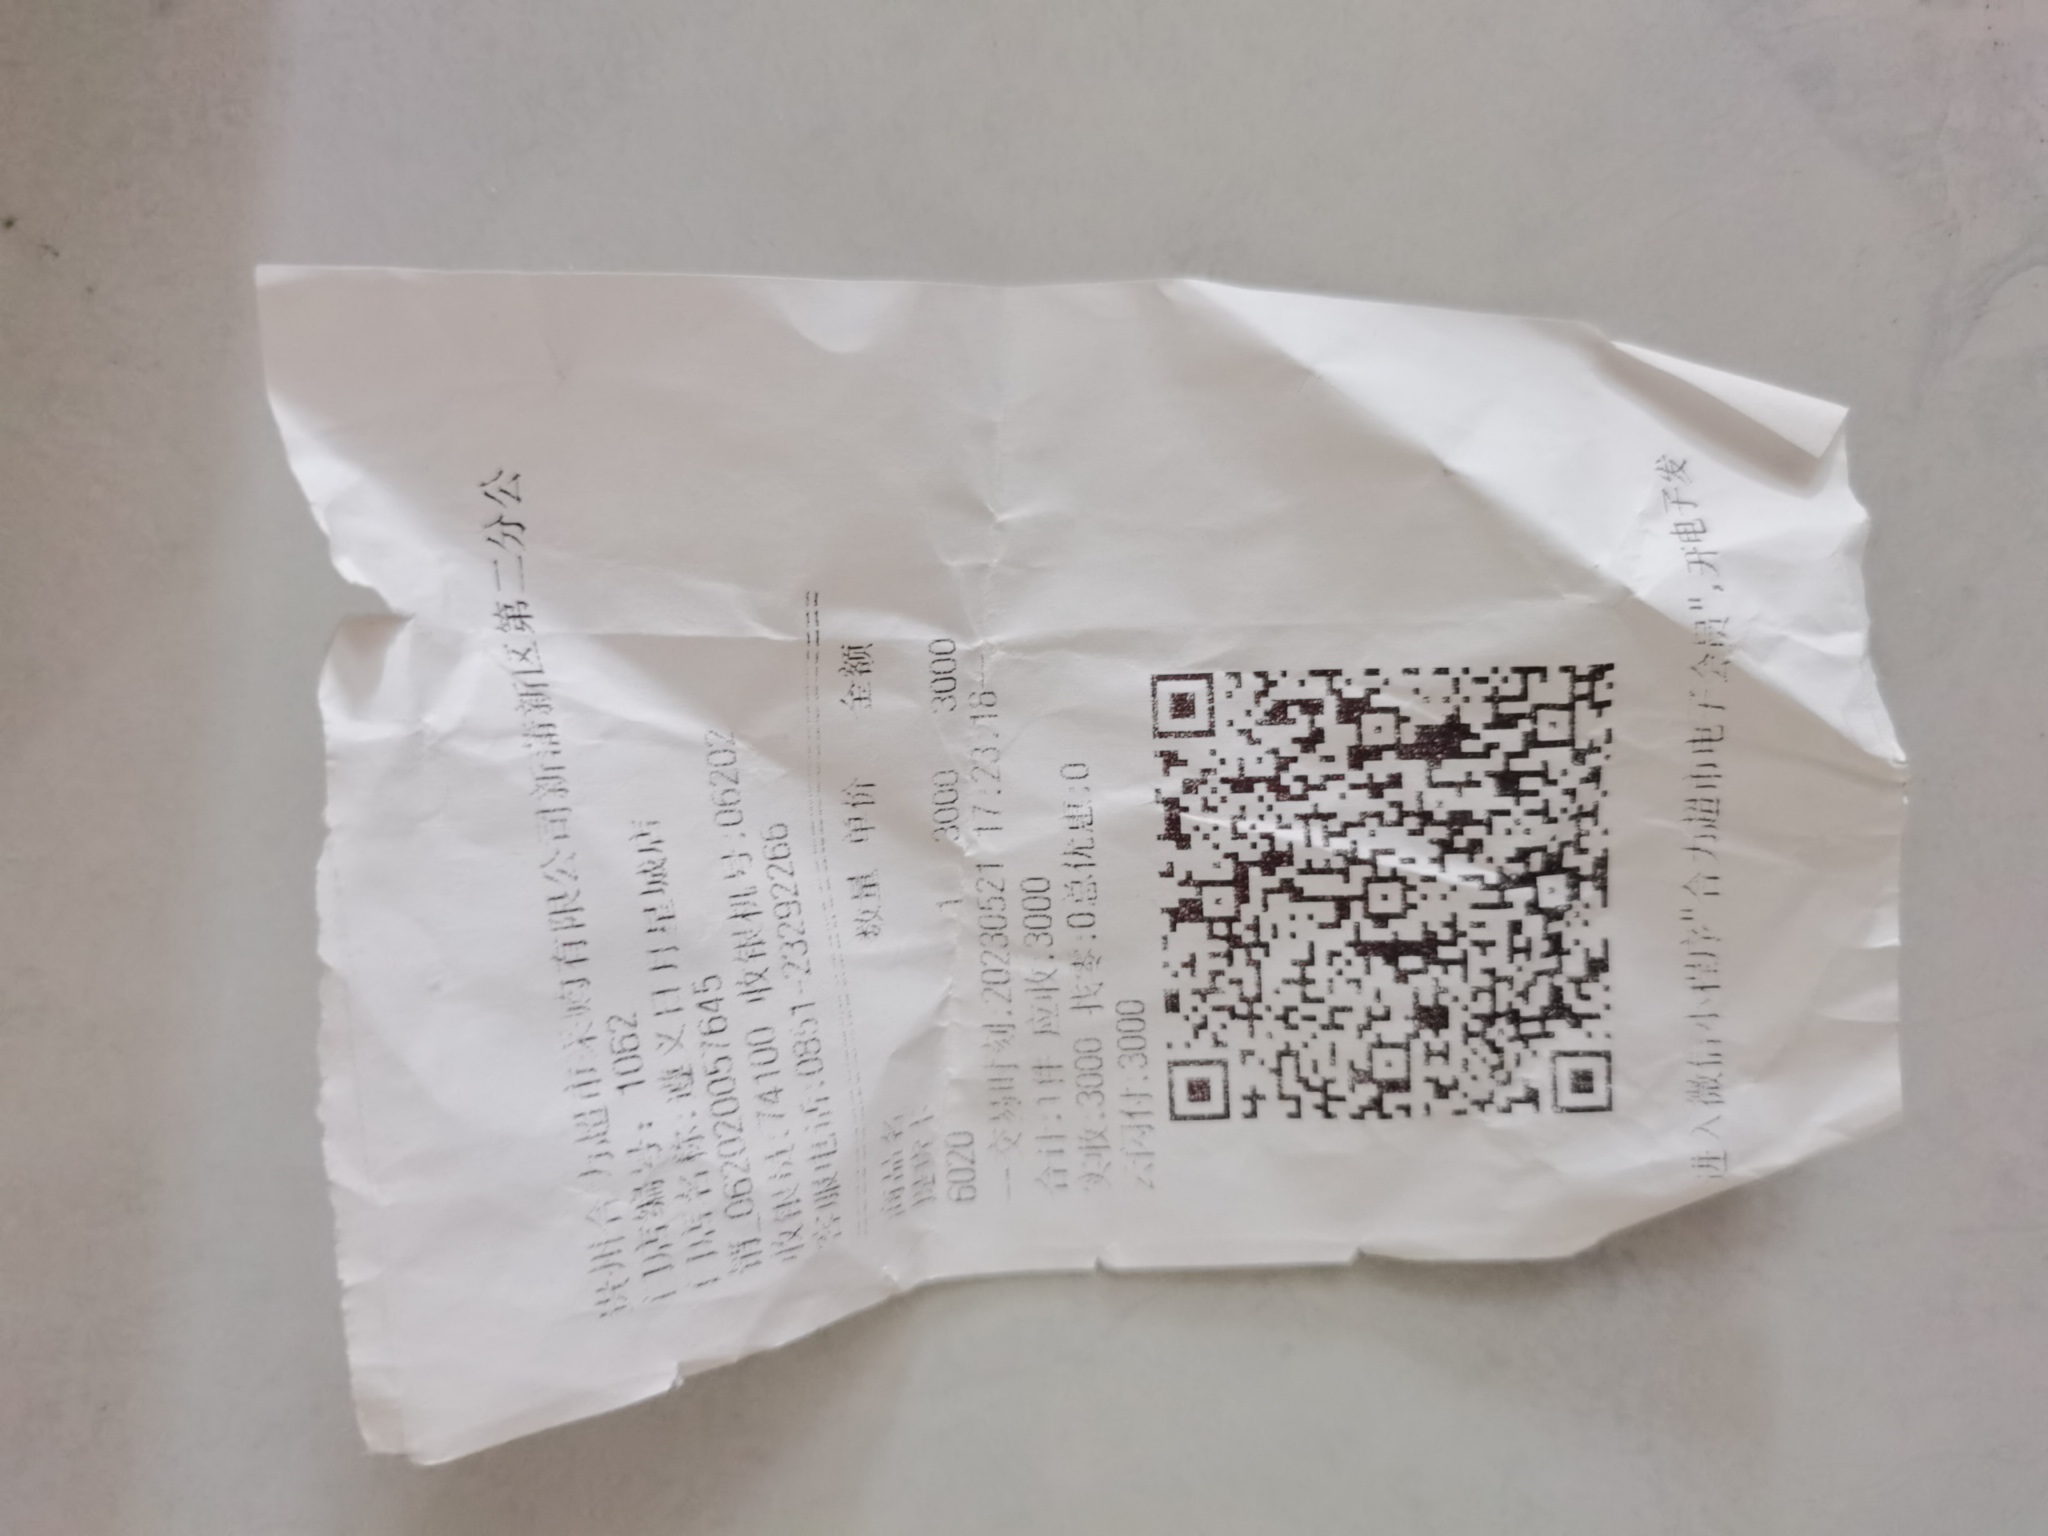 贵州合力超市采购有限公司新蒲新区第二分公
门店编号: 1062
门店名称:遵义日月星城店
销_0620200057645
收银员:74100 收银机号:06202
客服电话:0851-23292266
商品名 数量 单价 金额
提货卡
6020 1 3000 3000
--交易时刻:20230521 17:23:16--
合计:1件 应收:3000
实收:3000 找零:0总优惠:0
云闪付:3000
进入微信小程序"合力超市电子会员",开电子发